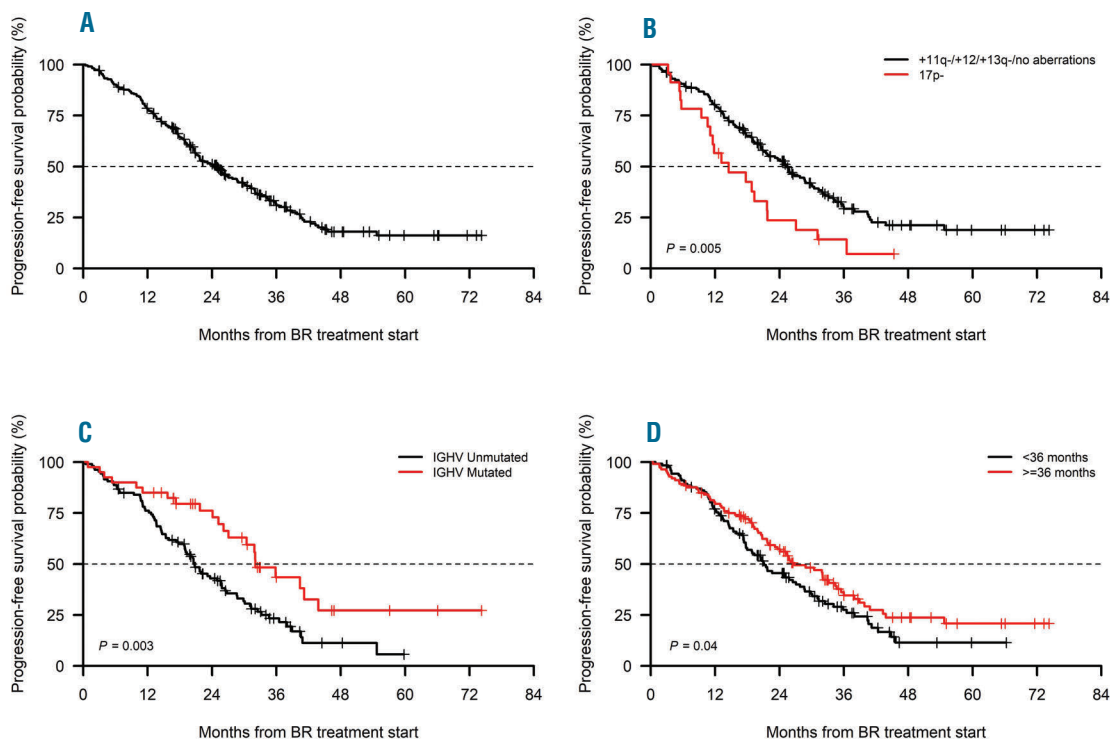 A
Progression-free survival probability (%)
100
75
50
25
0
0 12 24 36 48 60 72 84
Months from BR treatment start
B
Progression-free survival probability (%)
100
75
50
25
0
+11q-/+12/+13q-/no aberrations
17p-
P = 0.005
0 12 24 36 48 60 72 84
Months from BR treatment start
C
Progression-free survival probability (%)
100
75
50
25
0
IGHV Unmutated
IGHV Mutated
P = 0.003
0 12 24 36 48 60 72 84
Months from BR treatment start
D
Progression-free survival probability (%)
100
75
50
25
0
<36 months
>=36 months
P = 0.04
0 12 24 36 48 60 72 84
Months from BR treatment start